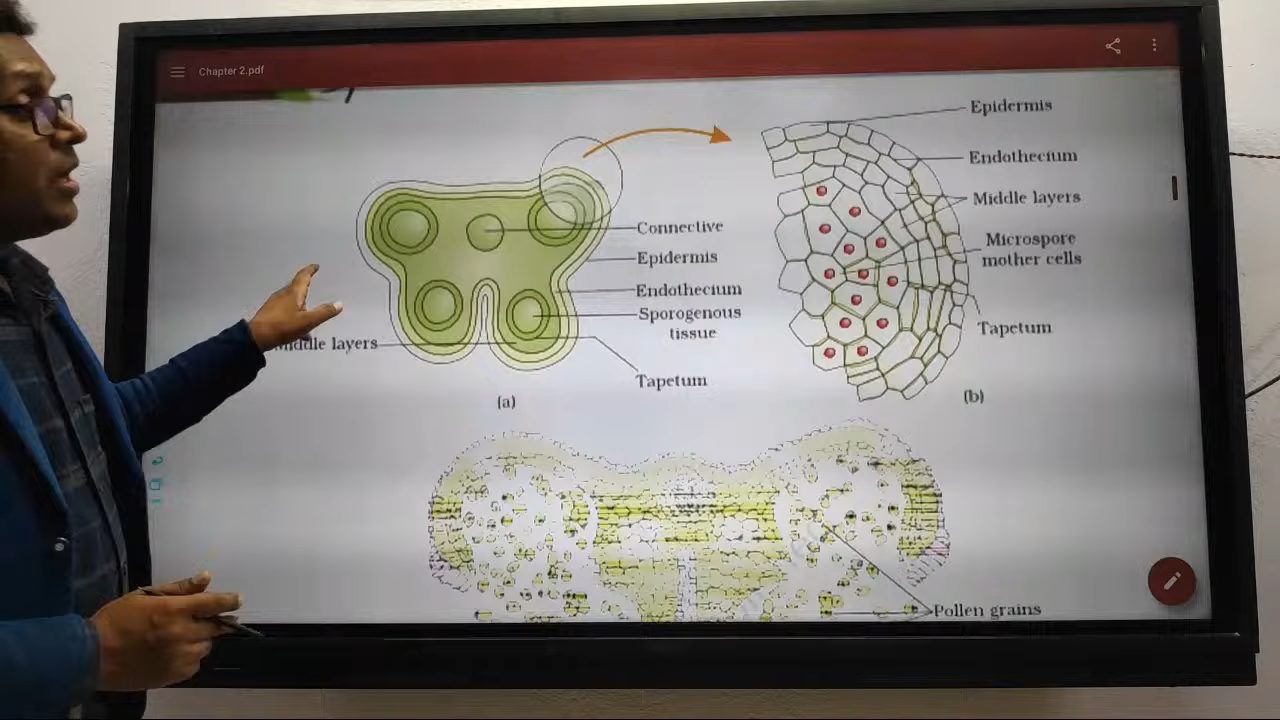 Chapter 2.pdf
Epidermis
Endothecium
Middle layers
Microspore
mother cells
Tapetum
(b)
Connective
Epidermis
Endothecium
Sporogenous
tissue
Tapetum
Middle layers
(a)
Pollen grains